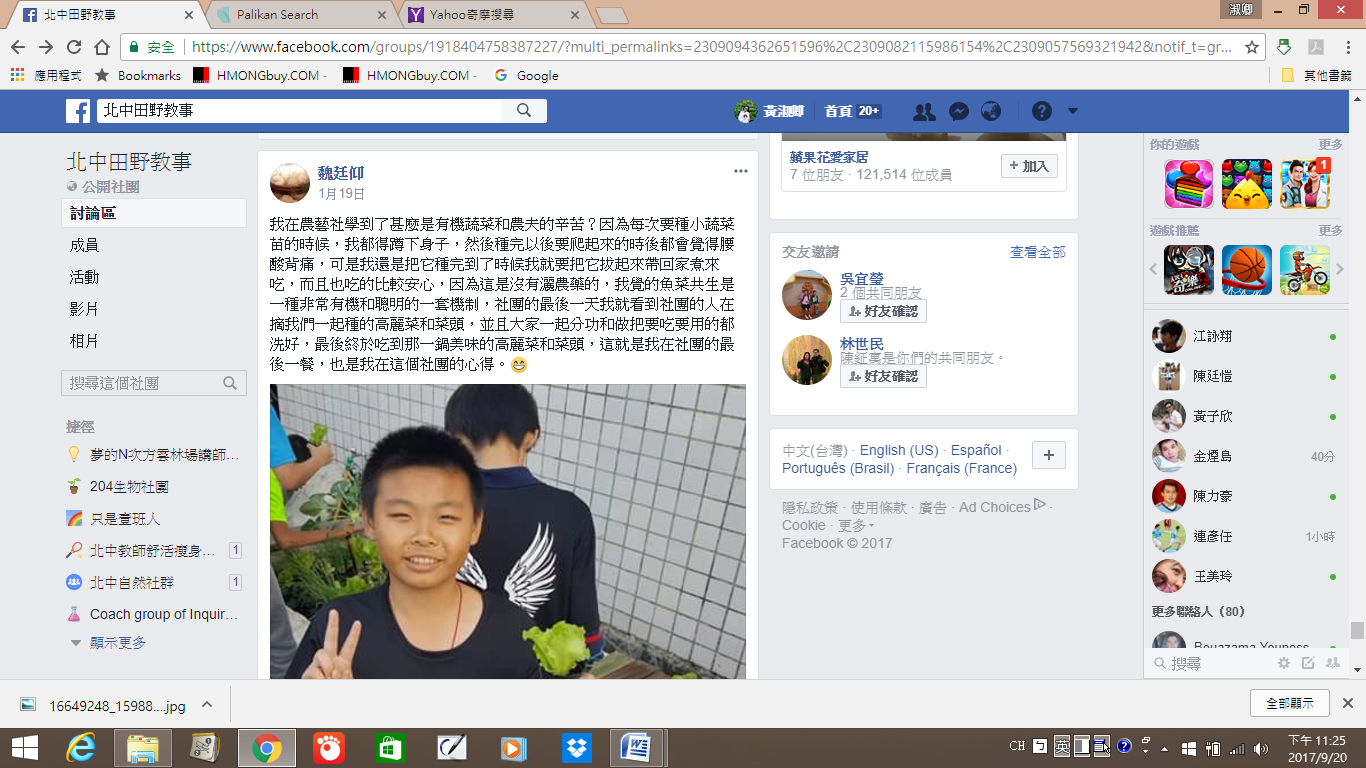 北中田野教事
Palikan Search
Yahoo奇摩搜尋
淑卿
安全
https://www.facebook.com/groups/1918404758387227/?multi_permalinks=2309094362651596%2C2309082115986154%2C2309057569321942&notif_t=gr...
應用程式
Bookmarks
HMONGbuy.COM -
HMONGbuy.COM -
Google
其他書籤
北中田野教事
黃淑卿
首頁 20+
北中田野教事
公開社團
討論區
成員
活動
影片
相片
搜尋這個社團
捷徑
夢的N次方雲林場講師...
204生物社團
只是壹班人
北中教師舒活瘦身... 1
北中自然社群 1
Coach group of Inquir...
顯示更多
魏廷仰
1月19日
我在農藝社學到了甚麼是有機蔬菜和農夫的辛苦？因為每次要種小蔬菜
苗的時候，我都得蹲下身子，然後種完以後要爬起來的時後都會覺得腰
酸背痛，可是我還是把它種完到了時候我就要把它拔起來帶回家煮來
吃，而且也吃的比較安心，因為這是沒有灑農藥的，我覺的魚菜共生是
一種非常有機和聰明的一套機制，社團的最後一天我就看到社團的人在
摘我們一起種的高麗菜和菜頭，並且大家一起分功和做把要吃要用的都
洗好，最後終於吃到那一鍋美味的高麗菜和菜頭，這就是我在社團的最
後一餐，也是我在這個社團的心得。😁
蘋果花愛家居
7 位朋友 · 121,514 位成員
+ 加入
交友邀請
查看全部
吳宜瑩
2 個共同朋友
好友確認
林世民
陳鉦寓是你們的共同朋友。
好友確認
中文(台灣) · English (US) · Español ·
Português (Brasil) · Français (France)
+
隱私政策 · 使用條款 · 廣告 · Ad Choices ·
Cookie · 更多
Facebook © 2017
你的遊戲
更多
1
遊戲推薦
更多
江詠翔
陳廷愷
黃子欣
金煙島 40分
陳力豪
連彥任 1小時
王美玲
更多聯絡人（80）
Bouazama Youness
搜尋
16649248_15988....jpg
全部顯示
CH
英
下午 11:25
2017/9/20